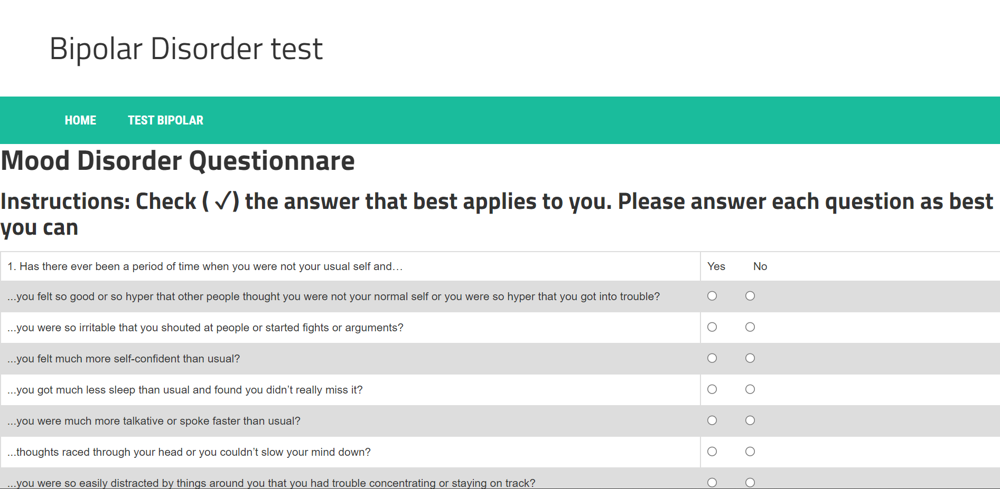 Bipolar Disorder test
HOME TEST BIPOLAR
Mood Disorder Questionnare
Instructions: Check ( ✓) the answer that best applies to you. Please answer each question as best
you can
1. Has there ever been a period of time when you were not your usual self and… Yes No
...you felt so good or so hyper that other people thought you were not your normal self or you were so hyper that you got into trouble?
...you were so irritable that you shouted at people or started fights or arguments?
...you felt much more self-confident than usual?
...you got much less sleep than usual and found you didn’t really miss it?
...you were much more talkative or spoke faster than usual?
...thoughts raced through your head or you couldn’t slow your mind down?
...you were so easily distracted by things around you that you had trouble concentrating or staying on track?